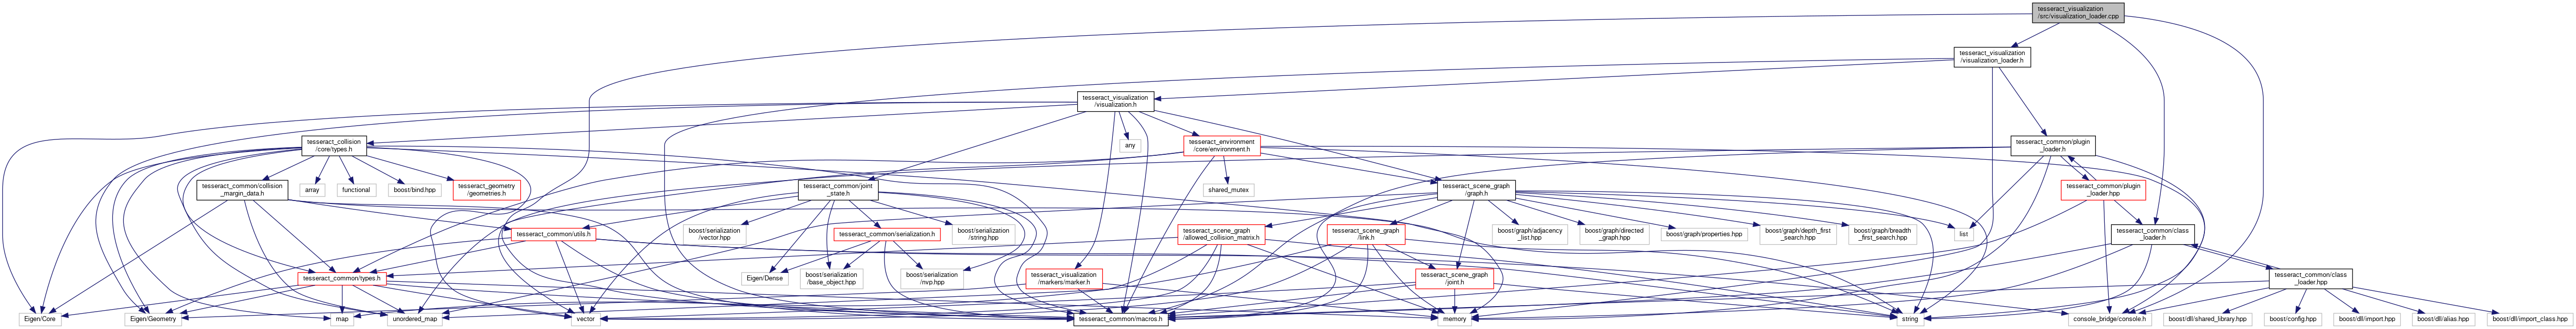 tesseract_visualization
/src/visualization_loader.cpp
tesseract_visualization
/visualization_loader.h
tesseract_visualization
/visualization.h
tesseract_collision
/core/types.h
any
tesseract_environment
/core/environment.h
tesseract_common/plugin
_loader.h
tesseract_common/collision
_margin_data.h
array
functional
boost/bind.hpp
tesseract_geometry
/geometries.h
tesseract_common/joint
_state.h
shared_mutex
tesseract_scene_graph
/graph.h
tesseract_common/plugin
_loader.hpp
tesseract_common/utils.h
boost/serialization
/vector.hpp
tesseract_common/serialization.h
boost/serialization
/string.hpp
tesseract_scene_graph
/allowed_collision_matrix.h
tesseract_scene_graph
/link.h
boost/graph/adjacency
_list.hpp
boost/graph/directed
_graph.hpp
boost/graph/properties.hpp
boost/graph/depth_first
_search.hpp
boost/graph/breadth
_first_search.hpp
list
tesseract_common/class
_loader.h
tesseract_common/types.h
Eigen/Dense
boost/serialization
/base_object.hpp
boost/serialization
/nvp.hpp
tesseract_visualization
/markers/marker.h
tesseract_scene_graph
/joint.h
tesseract_common/class
_loader.hpp
Eigen/Core
Eigen/Geometry
map
unordered_map
vector
tesseract_common/macros.h
memory
string
console_bridge/console.h
boost/dll/shared_library.hpp
boost/config.hpp
boost/dll/import.hpp
boost/dll/alias.hpp
boost/dll/import_class.hpp